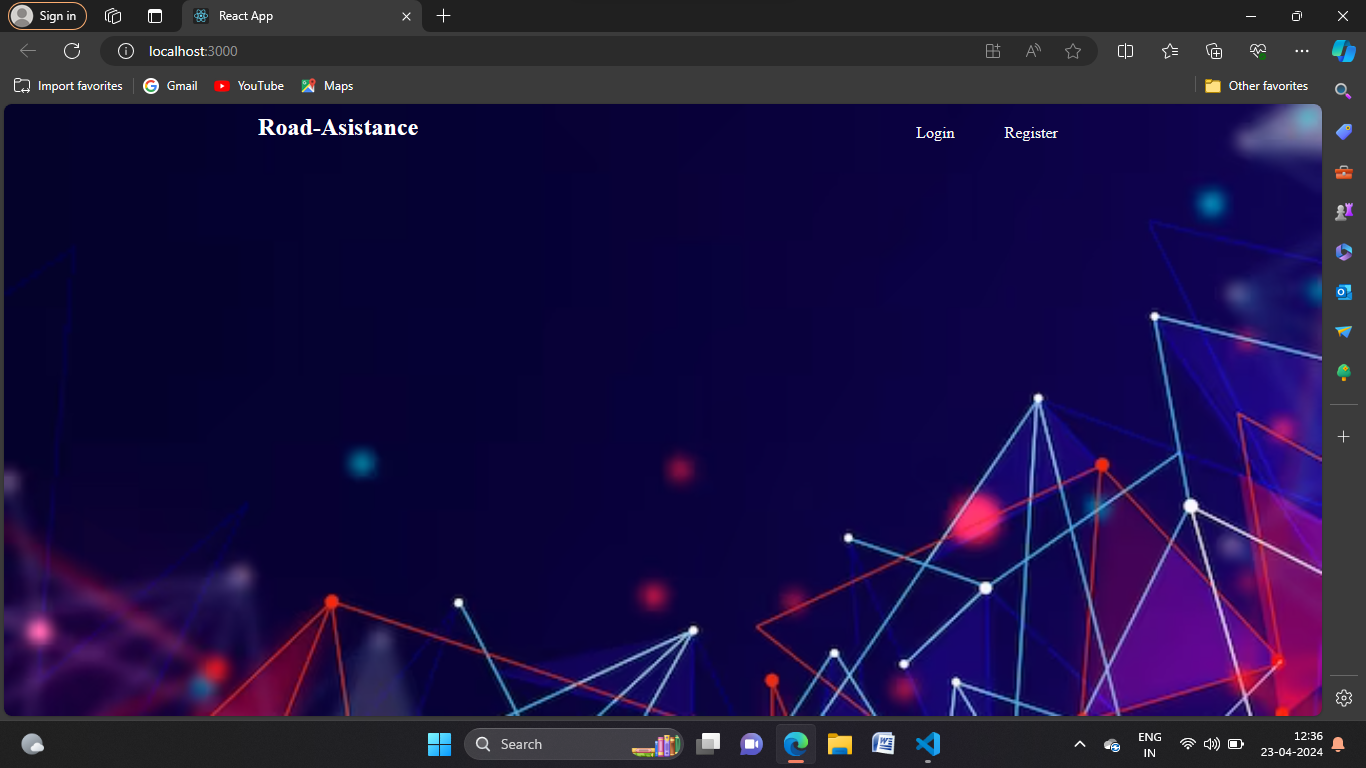 Sign in
React App
localhost:3000
Import favorites
Gmail
YouTube
Maps
Other favorites
Road-Asistance
Login
Register
Search
ENG
IN
12:36
23-04-2024